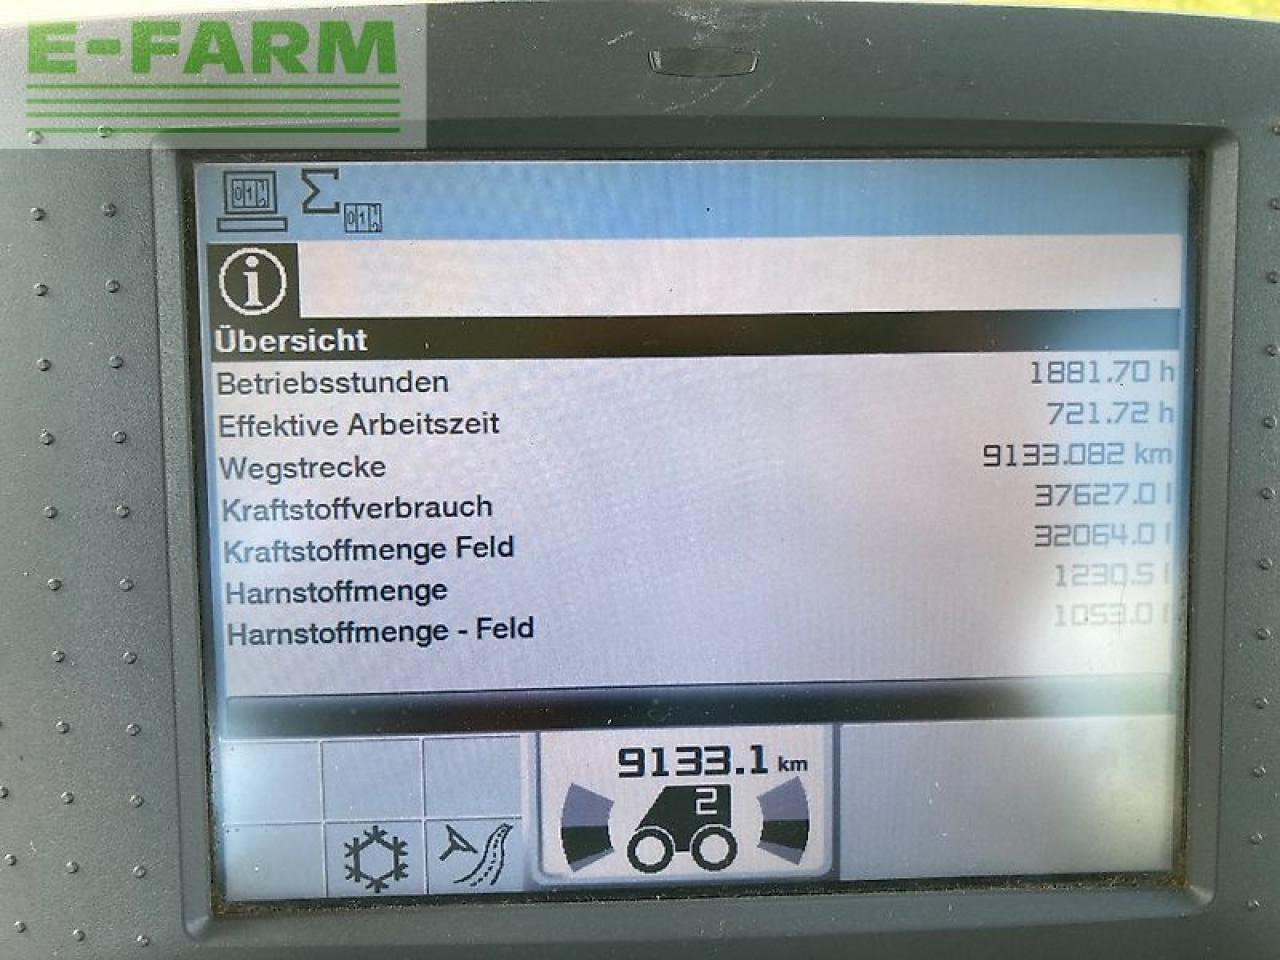 E-FARM
Übersicht
Betriebsstunden 1881.70 h
Effektive Arbeitszeit 721.72 h
Wegstrecke 9133.082 km
Kraftstoffverbrauch 37627.0 l
Kraftstoffmenge Feld 32064.0 l
Harnstoffmenge 1230.5 l
Harnstoffmenge - Feld 1053.0 l
9133.1 km
2